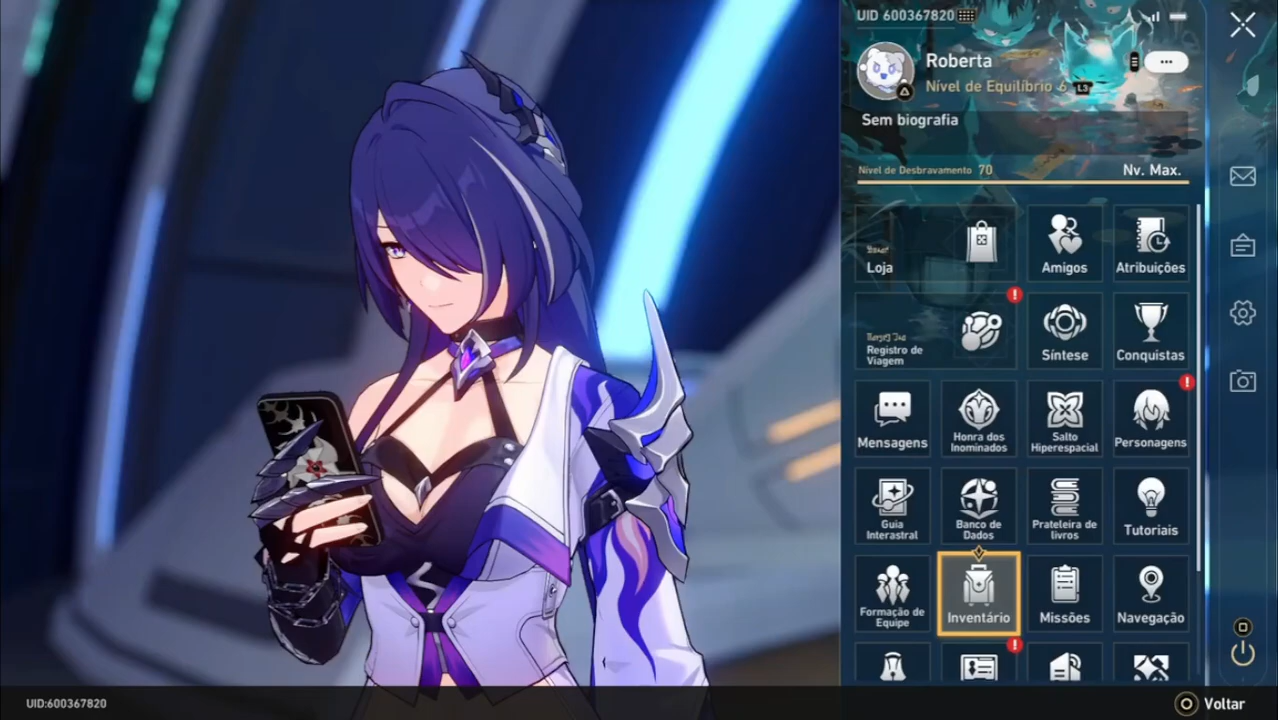 UID 600367820
Roberta
Nível de Equilíbrio 6
L3
Sem biografia
Nível de Desbravamento 70
Nv. Max.
Loja
Amigos
Atribuições
Registro de
Viagem
Síntese
Conquistas
Mensagens
Honra dos
Inominados
Salto
Hiperespacial
Personagens
Guia
Interastral
Banco de
Dados
Prateleira de
livros
Tutoriais
Formação de
Equipe
Inventário
Missões
Navegação
UID:600367820
Voltar